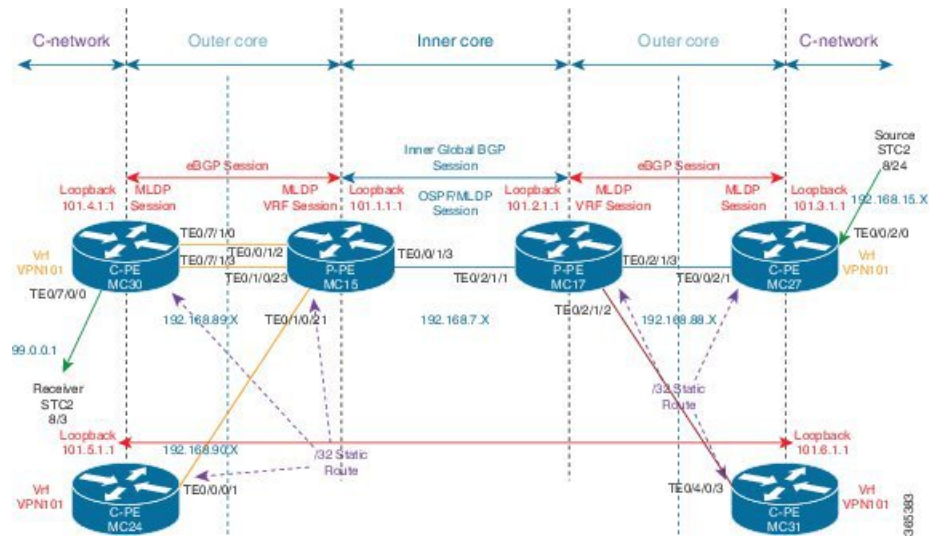 C-network
Outer core
Inner core
Outer core
C-network
Source
STC2
8/24
eBGP Session
Inner Global BGP
Session
eBGP Session
Loopback
101.4.1.1
MLDP
Session
MLDP
VRF Session
Loopback
101.1.1.1
OSPF/MLDP
Session
Loopback
101.2.1.1
MLDP
VRF Session
MLDP
Session
Loopback
101.3.1.1
192.168.15.X
TE0/7/1/0
TE0/0/1/2
TE0/0/1/3
TE0/2/1/3
TE0/0/2/0
Vrf
VPN101
C-PE
MC30
TE0/7/1/3
TE0/1/0/23
P-PE
MC15
TE0/2/1/1
P-PE
MC17
TE0/0/2/1
C-PE
MC27
Vrf
VPN101
TE0/7/0/0
192.168.89.X
TE0/1/0/21
192.168.7.X
TE0/2/1/2
192.168.88.X
99.0.0.1
Receiver
STC2
8/3
/32 Static
Route
Loopback
101.5.1.1
192.168.90.X
/32 Static
Route
Loopback
101.6.1.1
Vrf
VPN101
C-PE
MC24
TE0/0/0/1
TE0/4/0/3
C-PE
MC31
Vrf
VPN101
365383